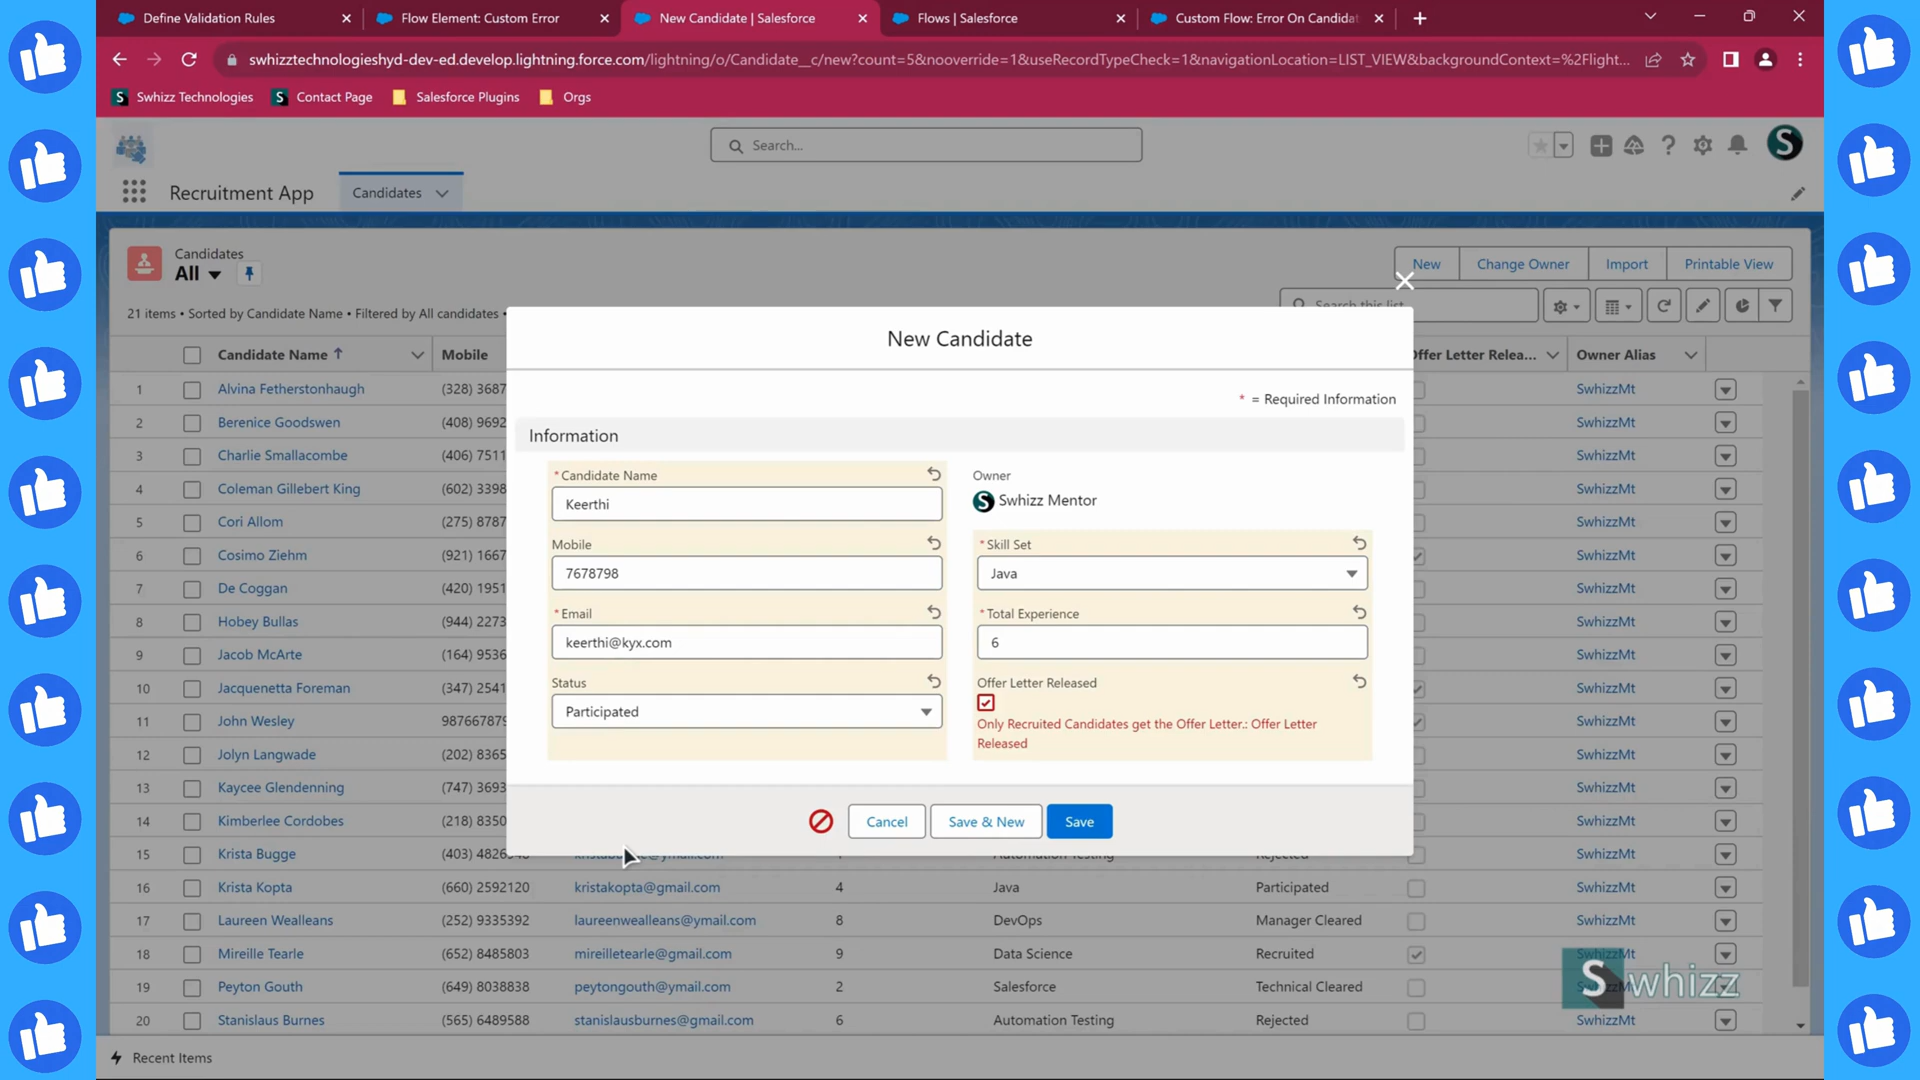 Define Validation Rules
Flow Element: Custom Error
New Candidate | Salesforce
Flows | Salesforce
Custom Flow: Error On Candida
swhizztechnologieshyd-dev-ed.develop.lightning.force.com/lightning/o/Candidate__c/new?count=5&nooverride=1&useRecordTypeCheck=1&navigationLocation=LIST_VIEW&backgroundContext=%2Flight...
Swhizz Technologies
Contact Page
Salesforce Plugins
Orgs
Search...
Recruitment App
Candidates
Candidates
All
New
Change Owner
Import
Printable View
21 items • Sorted by Candidate Name • Filtered by All candidates •
Search this list
Candidate Name
Mobile
Offer Letter Relea...
Owner Alias
1 Alvina Fetherstonhaugh (328) 3687 SwhizzMt
2 Berenice Goodswen (408) 9692 SwhizzMt
3 Charlie Smallacombe (406) 7511 SwhizzMt
4 Coleman Gillebert King (602) 3398 SwhizzMt
5 Cori Allom (275) 8787 SwhizzMt
6 Cosimo Ziehm (921) 1667 SwhizzMt
7 De Coggan (420) 1951 SwhizzMt
8 Hobey Bullas (944) 2273 SwhizzMt
9 Jacob McArte (164) 9536 SwhizzMt
10 Jacquenetta Foreman (347) 2541 SwhizzMt
11 John Wesley 987667879 SwhizzMt
12 Jolyn Langwade (202) 8365 SwhizzMt
13 Kaycee Glendenning (747) 3693 SwhizzMt
14 Kimberlee Cordobes (218) 8350 SwhizzMt
15 Krista Bugge (403) Automation Testing Rejected SwhizzMt
16 Krista Kopta (660) 2592120 kristakopta@gmail.com 4 Java Participated SwhizzMt
17 Laureen Wealleans (252) 9335392 laureenwealleans@ymail.com 8 DevOps Manager Cleared SwhizzMt
18 Mireille Tearle (652) 8485803 mireilletearle@gmail.com 9 Data Science Recruited SwhizzMt
19 Peyton Gouth (649) 8038838 peytongouth@ymail.com 2 Salesforce Technical Cleared
20 Stanislaus Burnes (565) 6489588 stanislausburnes@gmail.com 6 Automation Testing Rejected SwhizzMt
New Candidate
* = Required Information
Information
*Candidate Name
Keerthi
Owner
Swhizz Mentor
Mobile
7678798
*Skill Set
Java
*Email
keerthi@kyx.com
*Total Experience
6
Status
Participated
Offer Letter Released
Only Recruited Candidates get the Offer Letter.: Offer Letter
Released
Cancel
Save & New
Save
Swhizz
Recent Items